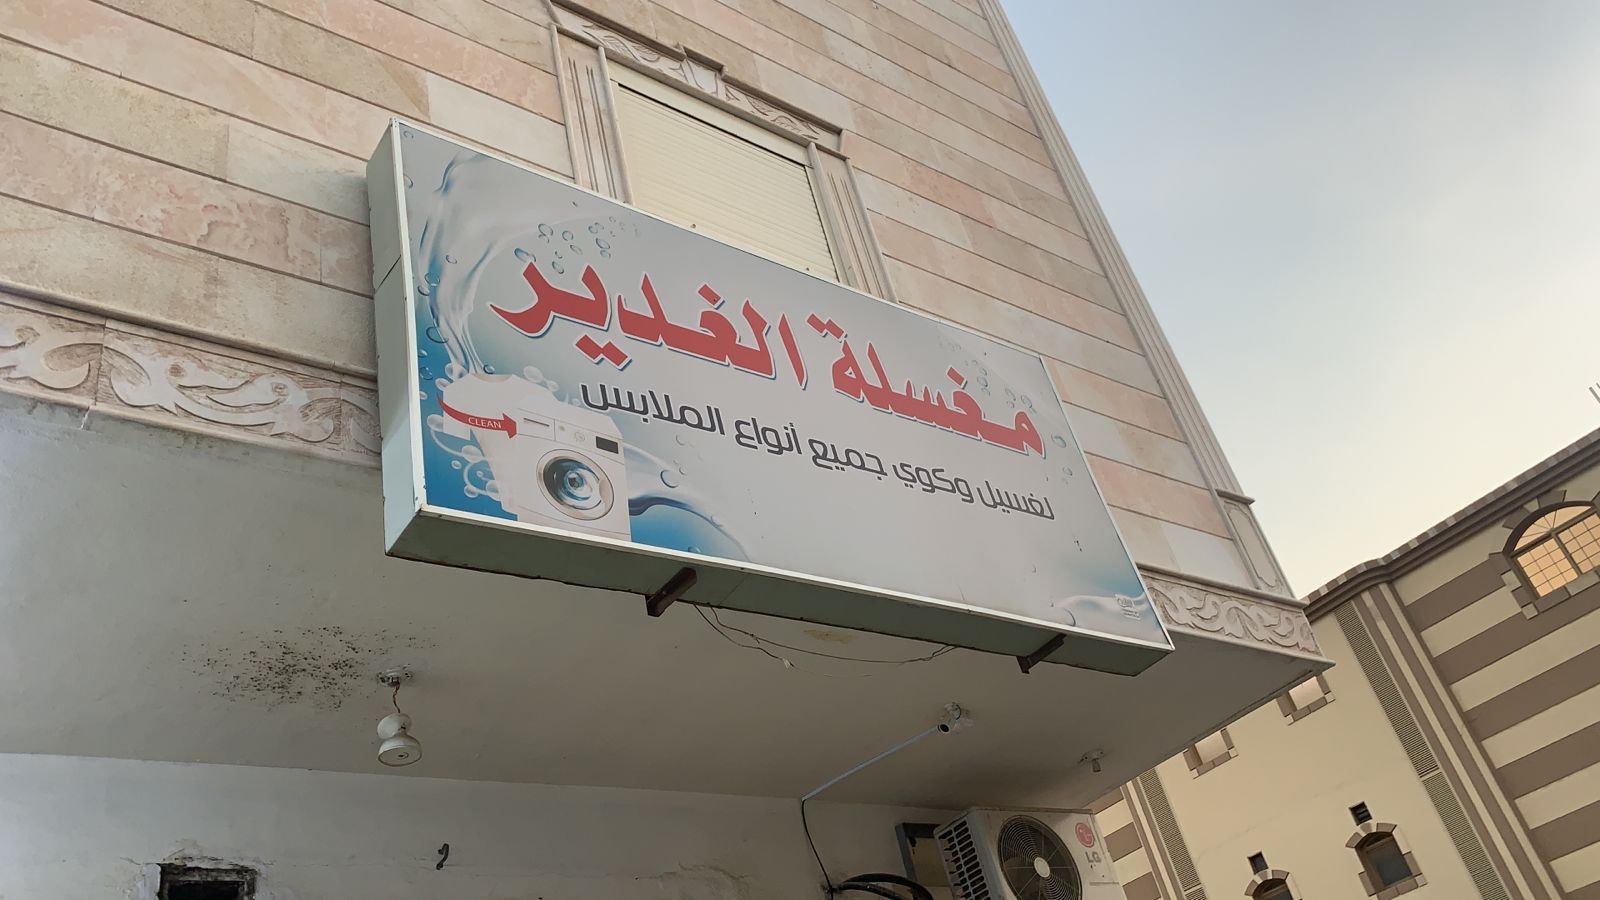 مغسلة الغدير
لغسيل وكوي جميع أنواع الملابس
CLEAN
LG